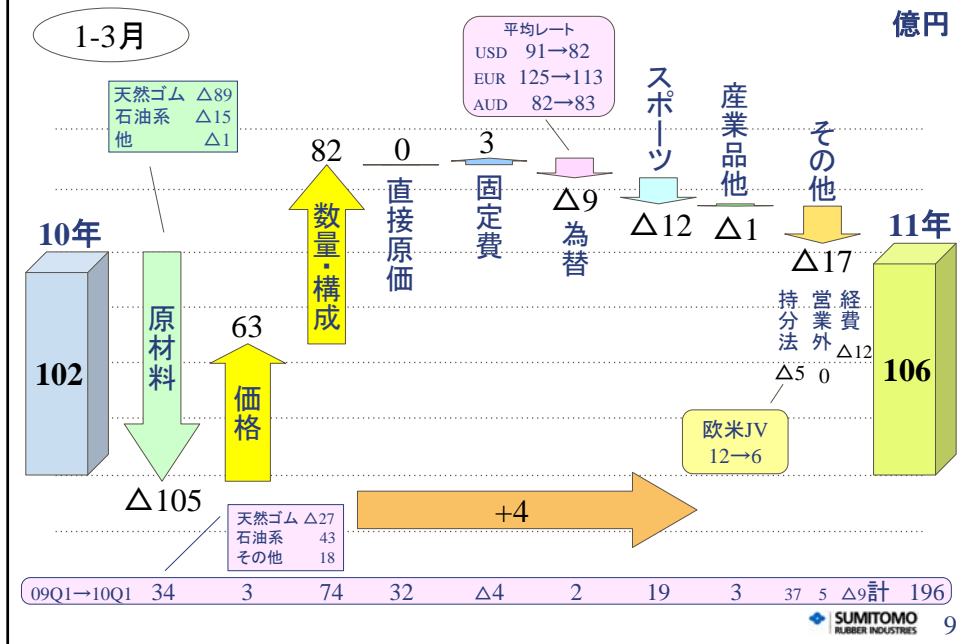 1-3月
億円
平均レート
USD 91→82
EUR 125→113
AUD 82→83
天然ゴム △89
石油系 △15
他 △1
10年
102
原材料
△105
価格
63
数量・構成
82
直接原価
0
固定費
3
為替
△9
スポーツ
△12
産業品他
△1
その他
△17
持分法
△5
営業外
0
経費
△12
11年
106
欧米JV
12→6
+4
天然ゴム △27
石油系 43
その他 18
09Q1→10Q1 34 3 74 32 △4 2 19 3 37 5 △9 計 196
SUMITOMO
RUBBER INDUSTRIES
9